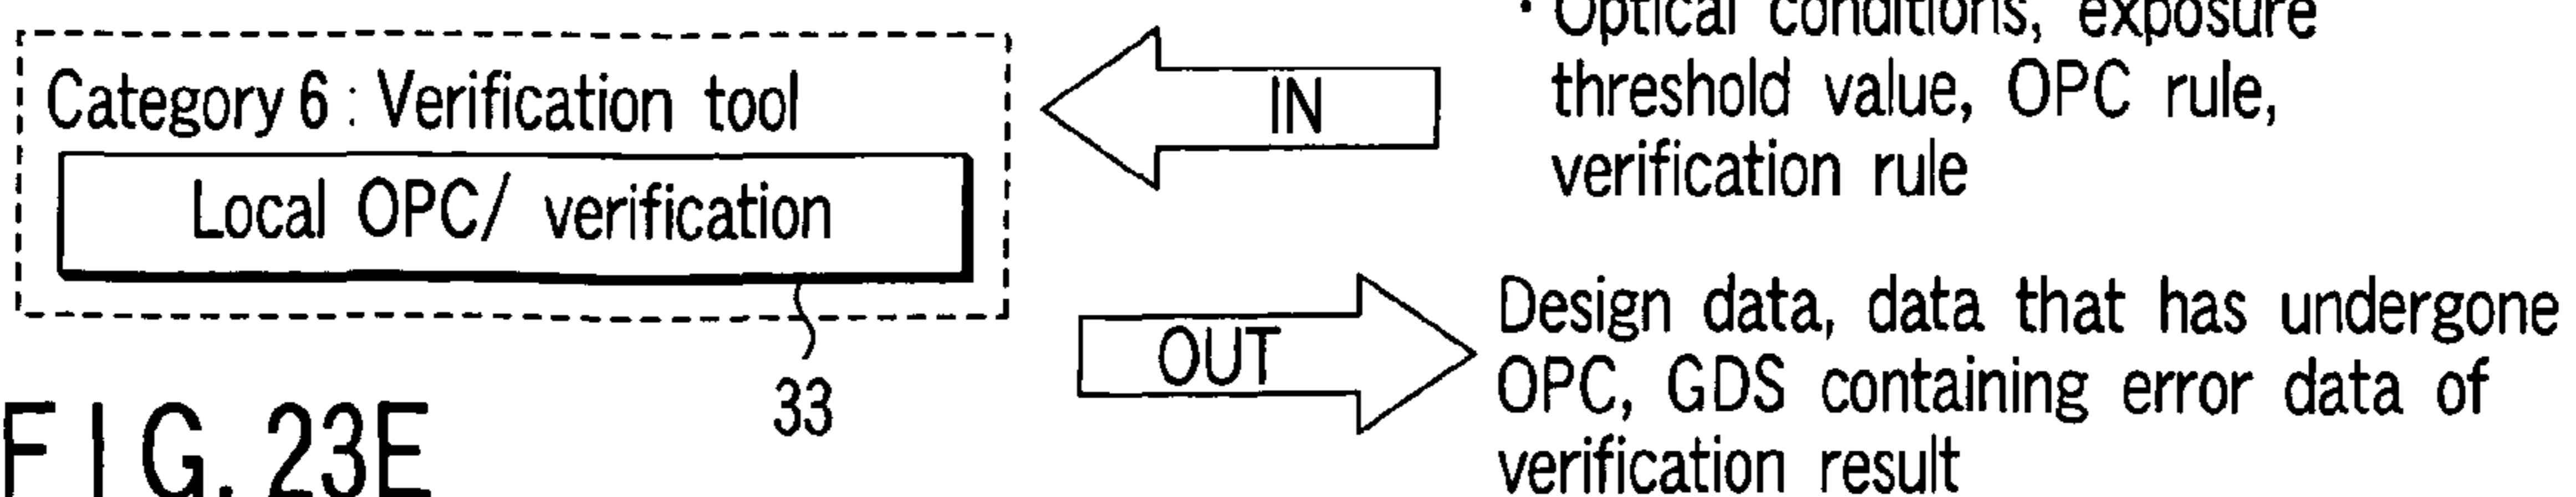 Category 6 : Verification tool
Local OPC/ verification
33
IN
· Optical conditions, exposure
threshold value, OPC rule,
verification rule
OUT
Design data, data that has undergone
OPC, GDS containing error data of
verification result
FIG. 23E